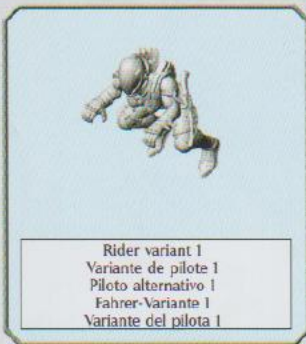 Rider variant 1
Variante de pilote 1
Piloto alternativo 1
Fahrer-Variante 1
Variante del pilota 1